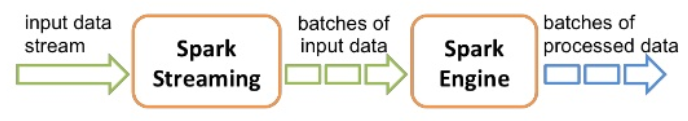 input data
stream
Spark
Streaming
batches of
input data
Spark
Engine
batches of
processed data